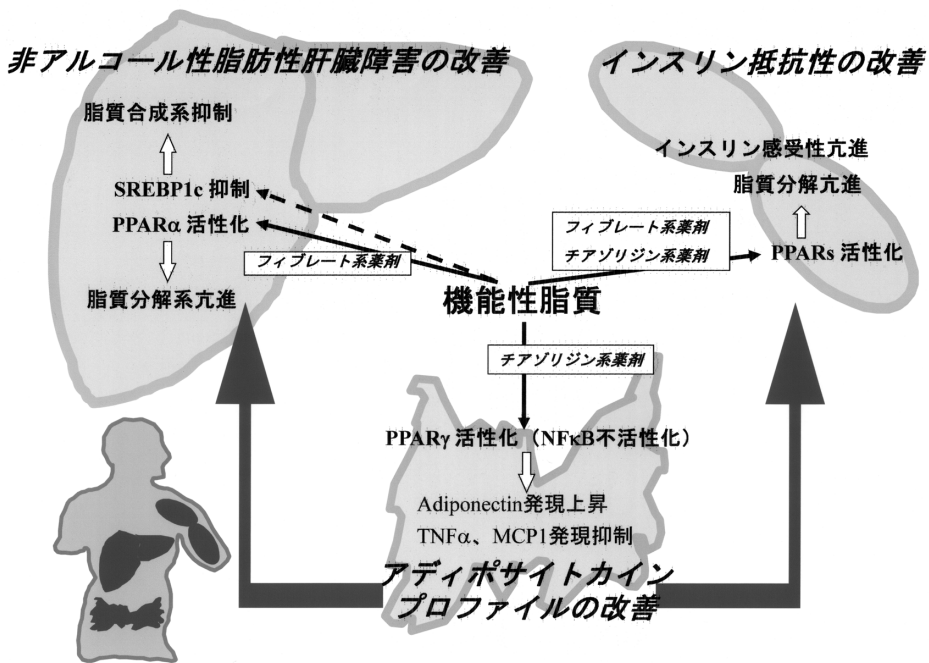 非アルコール性脂肪性肝臓障害の改善
脂質合成系抑制
SREBP1c 抑制
PPARα 活性化
フィブレート系薬剤
脂質分解系亢進
インスリン抵抗性の改善
インスリン感受性亢進
脂質分解亢進
フィブレート系薬剤
チアゾリジン系薬剤
PPARs 活性化
機能性脂質
チアゾリジン系薬剤
PPARγ 活性化（NFκB不活性化）
Adiponectin発現上昇
TNFα、MCP1発現抑制
アディポサイトカイン
プロファイルの改善